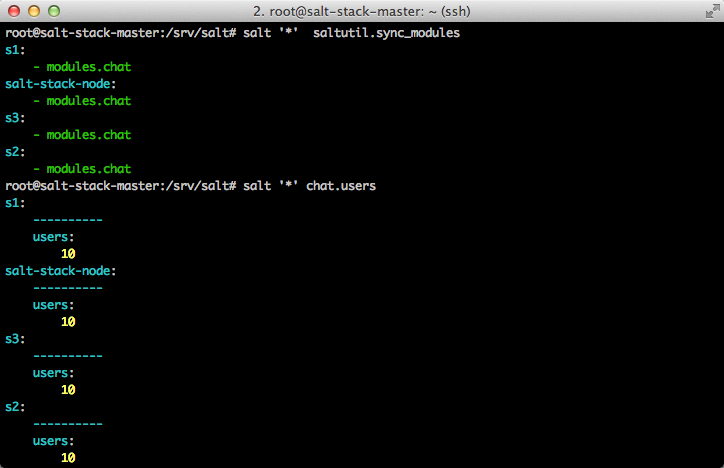 2. root@salt-stack-master: ~ (ssh)
root@salt-stack-master:/srv/salt# salt '*'  saltutil.sync_modules
s1:
    - modules.chat
salt-stack-node:
    - modules.chat
s3:
    - modules.chat
s2:
    - modules.chat
root@salt-stack-master:/srv/salt# salt '*' chat.users
s1:
    ----------
    users:
        10
salt-stack-node:
    ----------
    users:
        10
s3:
    ----------
    users:
        10
s2:
    ----------
    users:
        10